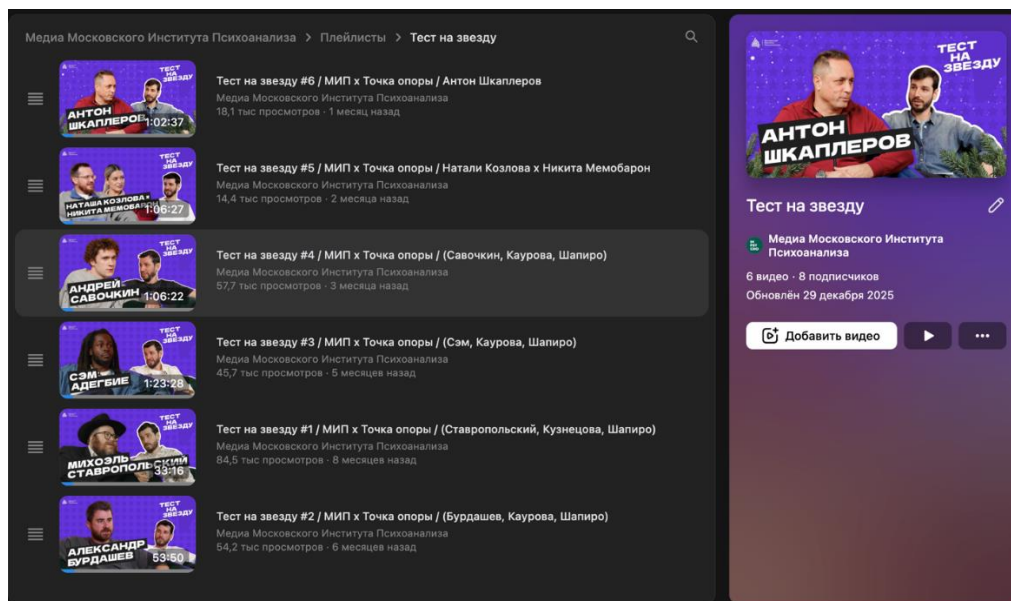 Медиа Московского Института Психоанализа > Плейлисты > Тест на звезду
ТЕСТ
НА
ЗВЕЗДУ
АНТОН
ШКАПЛЕРОВ
1:02:37
Тест на звезду #6 / МИП х Точка опоры / Антон Шкаплеров
Медиа Московского Института Психоанализа
18,1 тыс просмотров · 1 месяц назад
ТЕСТ
НА
ЗВЕЗДУ
НАТАША КОЗЛОВА •
НИКИТА МЕМОБАРОН
1:06:27
Тест на звезду #5 / МИП х Точка опоры / Натали Козлова х Никита Мемобарон
Медиа Московского Института Психоанализа
14,4 тыс просмотров · 2 месяца назад
ТЕСТ
НА
ЗВЕЗДУ
АНДРЕЙ
САВОЧКИН
1:06:22
Тест на звезду #4 / МИП х Точка опоры / (Савочкин, Каурова, Шапиро)
Медиа Московского Института Психоанализа
57,7 тыс просмотров · 3 месяца назад
ТЕСТ
НА
ЗВЕЗДУ
СЭМ
АДЕГБИЕ
1:23:28
Тест на звезду #3 / МИП х Точка опоры / (Сэм, Каурова, Шапиро)
Медиа Московского Института Психоанализа
45,7 тыс просмотров · 5 месяцев назад
ТЕСТ
НА
ЗВЕЗДУ
МИХОЭЛЬ
СТАВРОПОЛЬСКИЙ
33:16
Тест на звезду #1 / МИП х Точка опоры / (Ставропольский, Кузнецова, Шапиро)
Медиа Московского Института Психоанализа
84,5 тыс просмотров · 8 месяцев назад
ТЕСТ
НА
ЗВЕЗДУ
АЛЕКСАНДР
БУРДАШЕВ
53:50
Тест на звезду #2 / МИП х Точка опоры / (Бурдашев, Каурова, Шапиро)
Медиа Московского Института Психоанализа
54,2 тыс просмотров · 6 месяцев назад
ТЕСТ
НА
ЗВЕЗДУ
АНТОН
ШКАПЛЕРОВ
Тест на звезду
Медиа Московского Института
Психоанализа
6 видео · 8 подписчиков
Обновлён 29 декабря 2025
Добавить видео